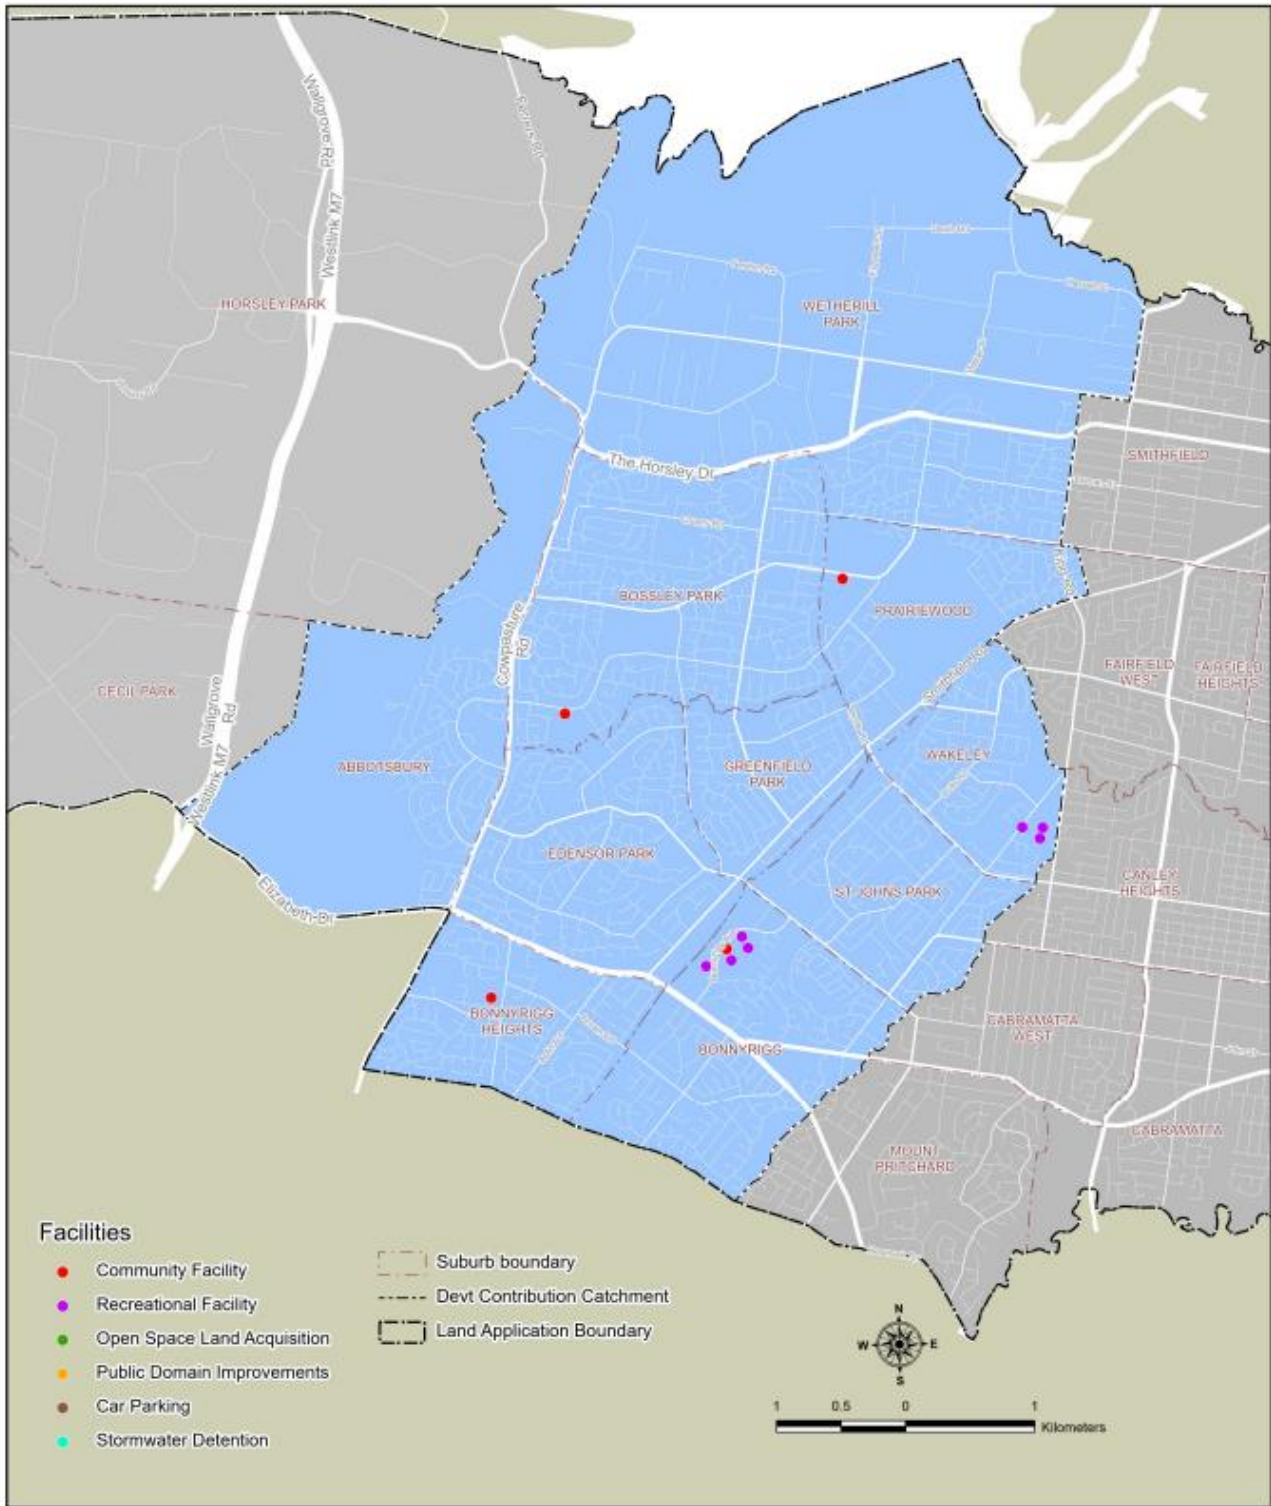 Wallgrove Rd
Westlink M7
HORSLEY PARK
WETHERILL
PARK
SMITHFIELD
The Horsley Dr
BOSSLEY PARK
PRAIRIEWOOD
Cowpasture
Rd
Smithfield Rd
FAIRFIELD
WEST
FAIRFIELD
HEIGHTS
CECIL PARK
Wallgrove
Rd
Westlink M7
ABBOTSBURY
GREENFIELD
PARK
WAKELEY
EDENSOR PARK
ST JOHNS PARK
CANLEY
HEIGHTS
Elizabeth Dr
BONNYRIGG
HEIGHTS
BONNYRIGG
CABRAMATTA
WEST
CABRAMATTA
MOUNT
PRITCHARD
Facilities
Community Facility
Recreational Facility
Open Space Land Acquisition
Public Domain Improvements
Car Parking
Stormwater Detention
Suburb boundary
Devt Contribution Catchment
Land Application Boundary
N
W
E
S
1 0.5 0 1
Kilometers